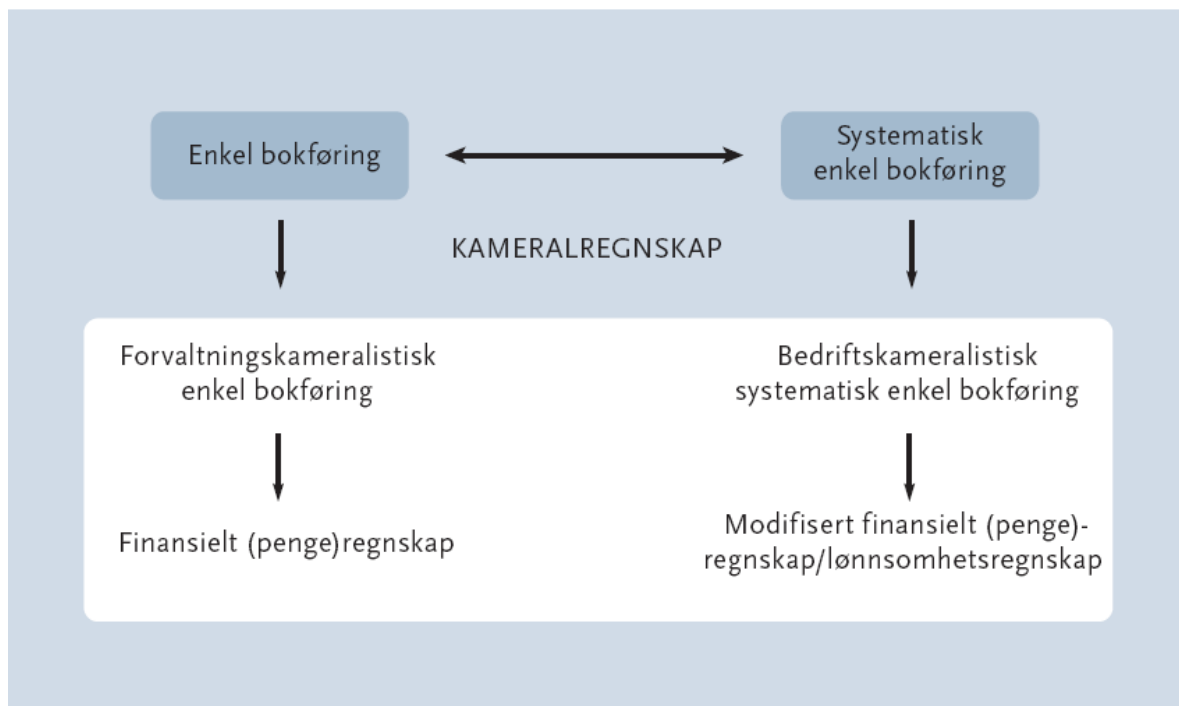 Enkel bokføring
Systematisk
enkel bokføring
KAMERALREGNSKAP
Forvaltningskameralistisk
enkel bokføring
Bedriftskameralistisk
systematisk enkel bokføring
Finansielt (penge)regnskap
Modifisert finansielt (penge)-
regnskap/lønnsomhetsregnskap